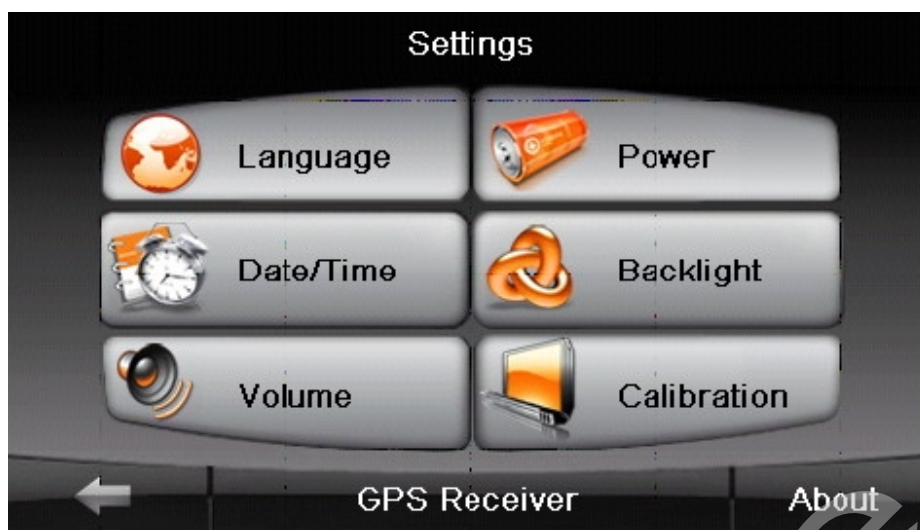 Settings
Language
Power
Date/Time
Backlight
Volume
Calibration
GPS Receiver
About